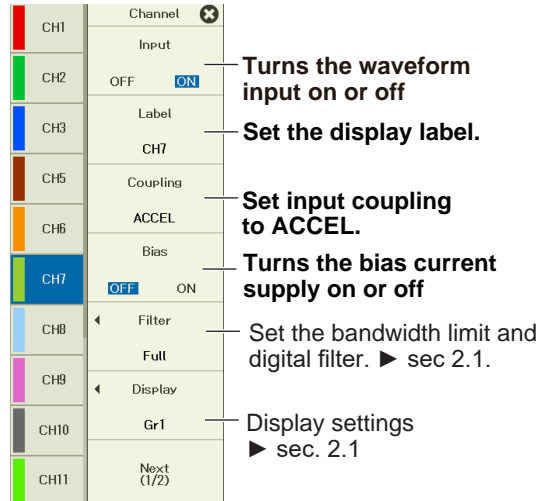 CH1
CH2
CH3
CH5
CH6
CH7
CH8
CH9
CH10
CH11
Channel
Input
OFF ON
Label
CH7
Coupling
ACCEL
Bias
OFF ON
Filter
Full
Display
Gr1
Next
(1/2)
Turns the waveform
input on or off
Set the display label.
Set input coupling
to ACCEL.
Turns the bias current
supply on or off
Set the bandwidth limit and
digital filter. ► sec 2.1.
Display settings
► sec. 2.1